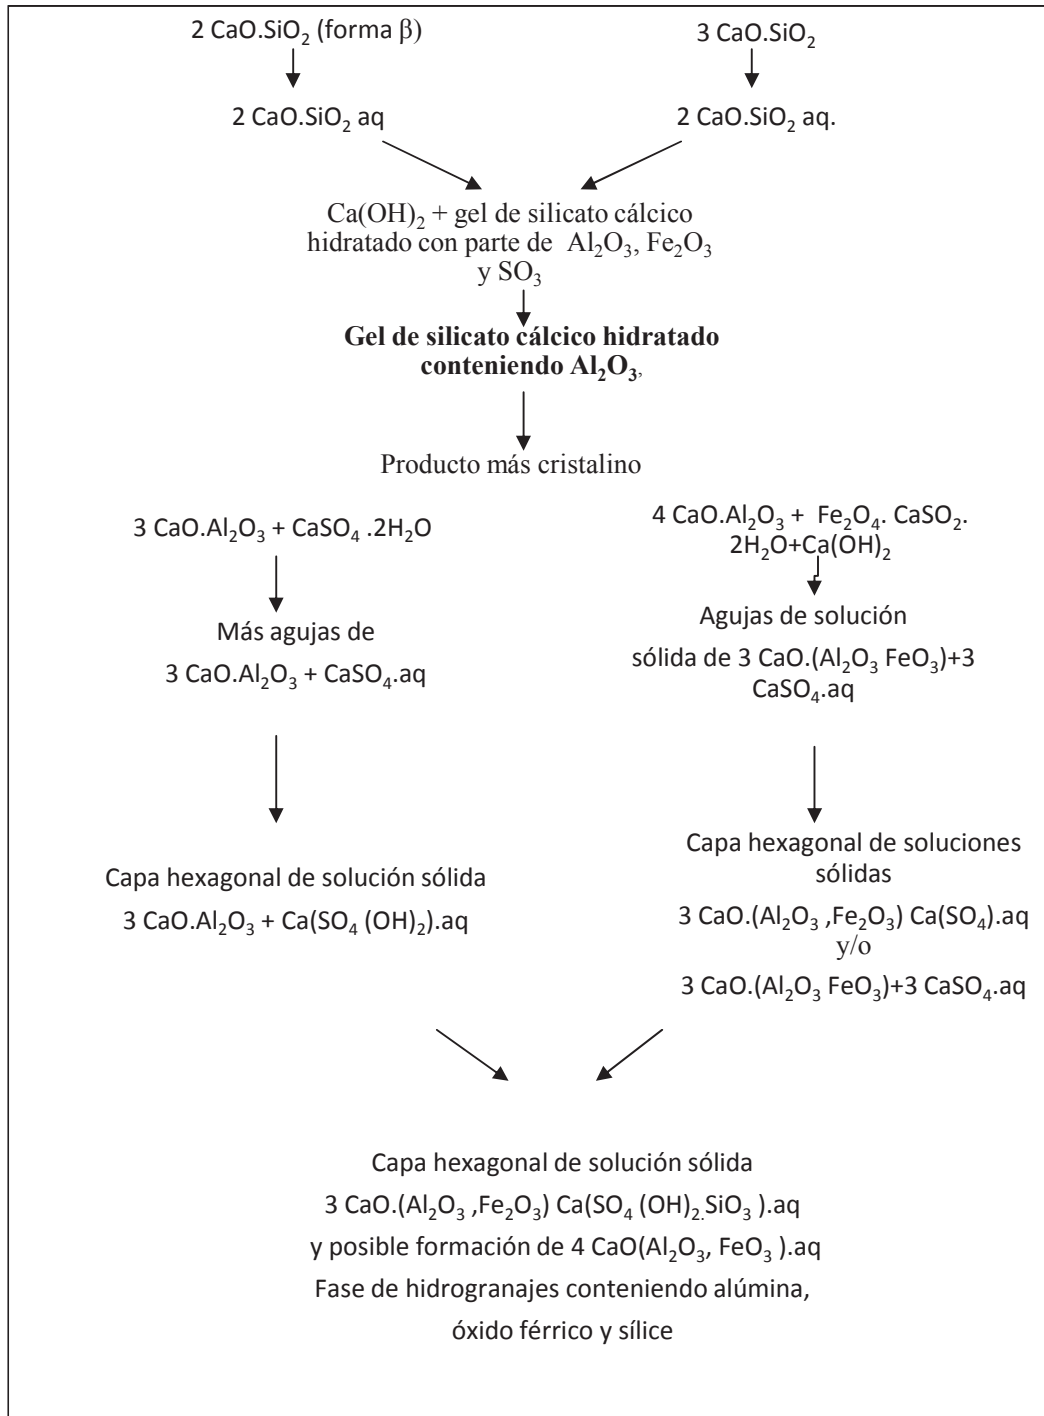 2 CaO.SiO₂ (forma β)
3 CaO.SiO₂
2 CaO.SiO₂ aq
2 CaO.SiO₂ aq.
Ca(OH)₂ + gel de silicato cálcico
hidratado con parte de Al₂O₃, Fe₂O₃
y SO₃
Gel de silicato cálcico hidratado
conteniendo Al₂O₃,
Producto más cristalino
3 CaO.Al₂O₃ + CaSO₄ .2H₂O
Más agujas de
3 CaO.Al₂O₃ + CaSO₄.aq
Capa hexagonal de solución sólida
3 CaO.Al₂O₃ + Ca(SO₄ (OH)₂).aq
4 CaO.Al₂O₃ + Fe₂O₄. CaSO₂.
2H₂O+Ca(OH)₂
Agujas de solución
sólida de 3 CaO.(Al₂O₃ FeO₃)+3
CaSO₄.aq
Capa hexagonal de soluciones
sólidas
3 CaO.(Al₂O₃ ,Fe₂O₃) Ca(SO₄).aq
y/o
3 CaO.(Al₂O₃ FeO₃)+3 CaSO₄.aq
Capa hexagonal de solución sólida
3 CaO.(Al₂O₃ ,Fe₂O₃) Ca(SO₄ (OH)₂.SiO₃ ).aq
y posible formación de 4 CaO(Al₂O₃, FeO₃ ).aq
Fase de hidrogranajes conteniendo alúmina,
óxido férrico y sílice